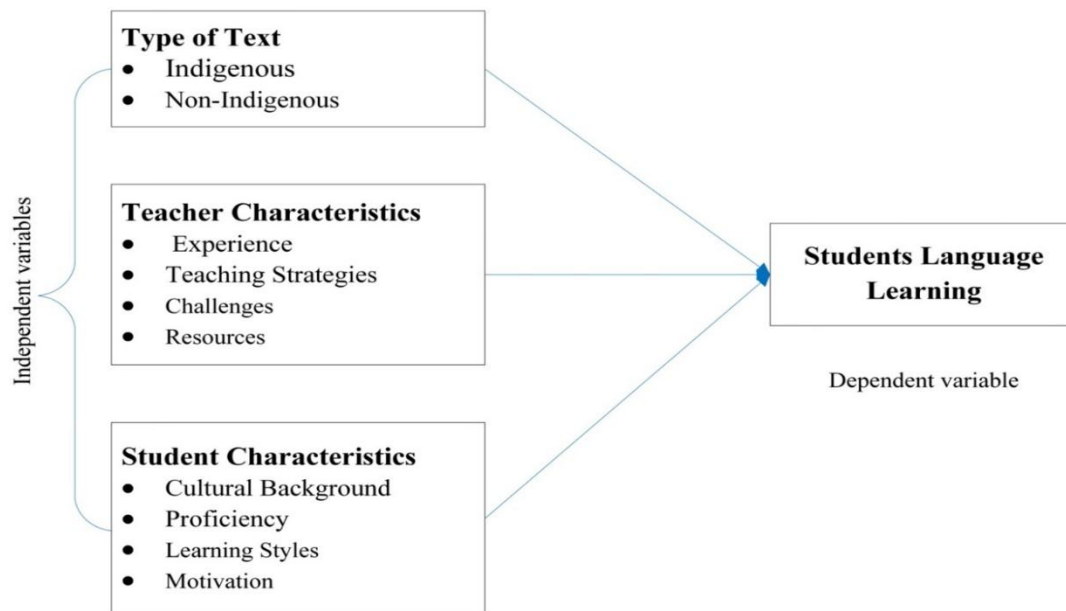 Independent variables
Type of Text
● Indigenous
● Non-Indigenous
Teacher Characteristics
● Experience
● Teaching Strategies
● Challenges
● Resources
Student Characteristics
● Cultural Background
● Proficiency
● Learning Styles
● Motivation
Students Language
Learning
Dependent variable